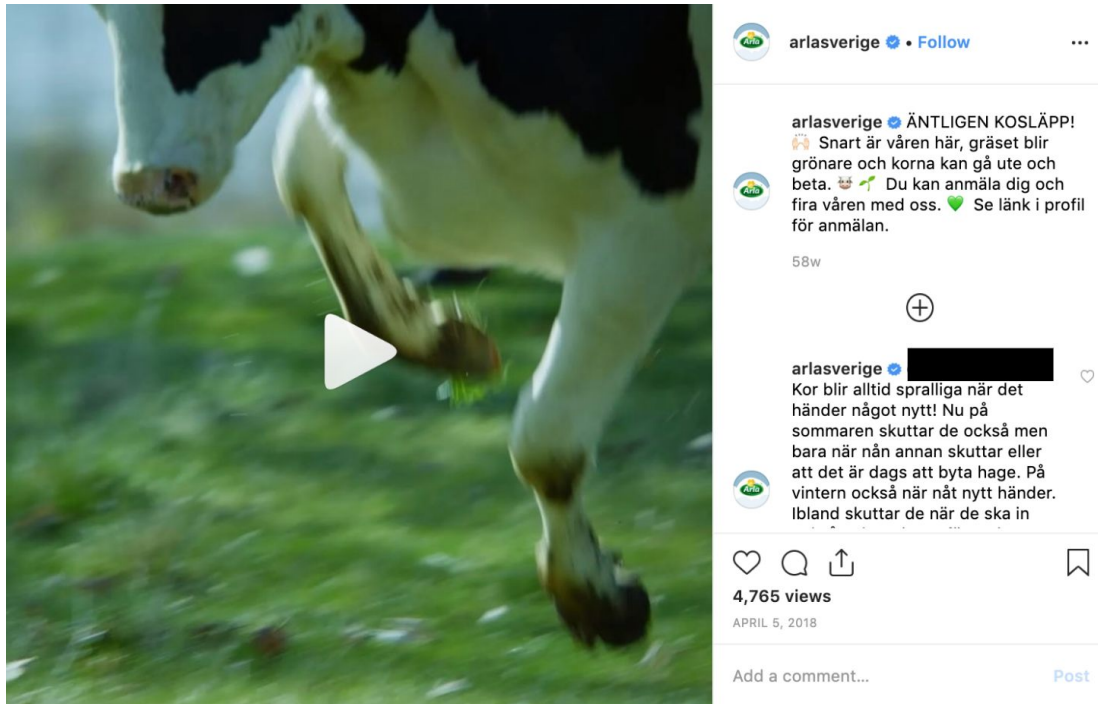 arlasverige • Follow
Arla
arlasverige ÄNTLIGEN KOSLÄPP!
🙌🏻 Snart är våren här, gräset blir
grönare och korna kan gå ute och
beta. 🐮 🌱 Du kan anmäla dig och
fira våren med oss. 💚 Se länk i profil
för anmälan.
Arla
58w
arlasverige
Kor blir alltid spralliga när det
händer något nytt! Nu på
sommaren skuttar de också men
bara när nån annan skuttar eller
att det är dags att byta hage. På
vintern också när nåt nytt händer.
Ibland skuttar de när de ska in
Arla
4,765 views
APRIL 5, 2018
Add a comment...
Post